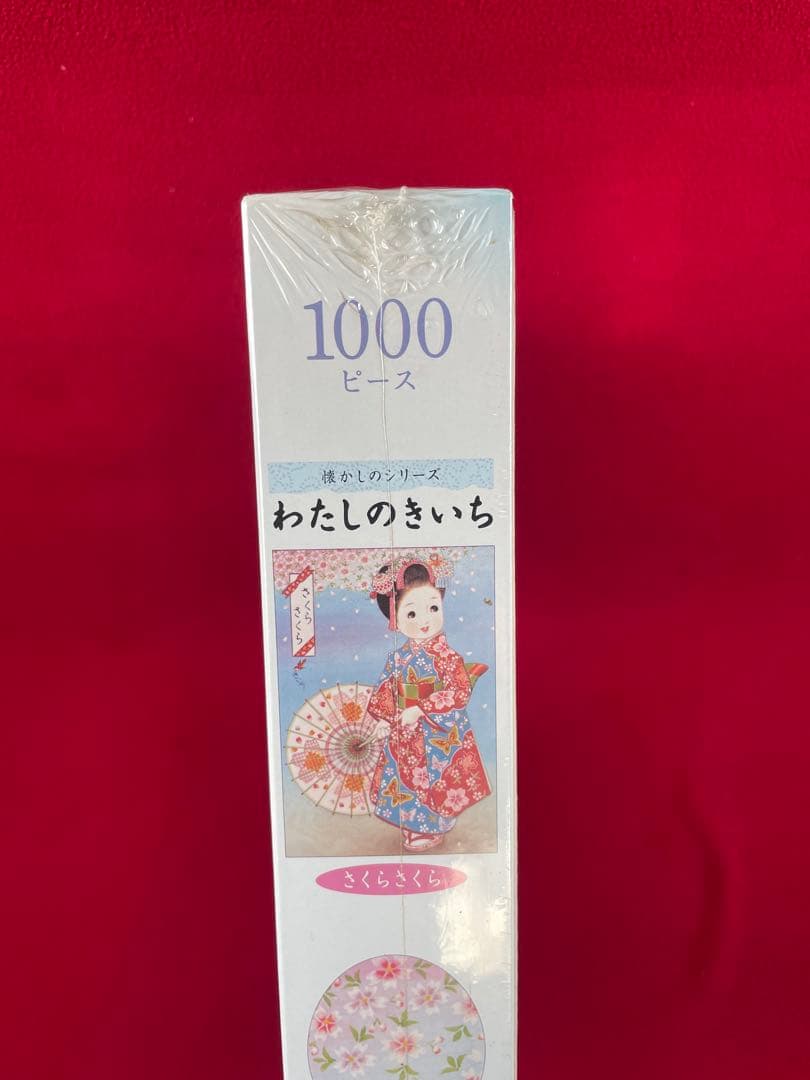 1000
ピース
懐かしのシリーズ
わたしのきいち
さくら
さくら
さくらさくら